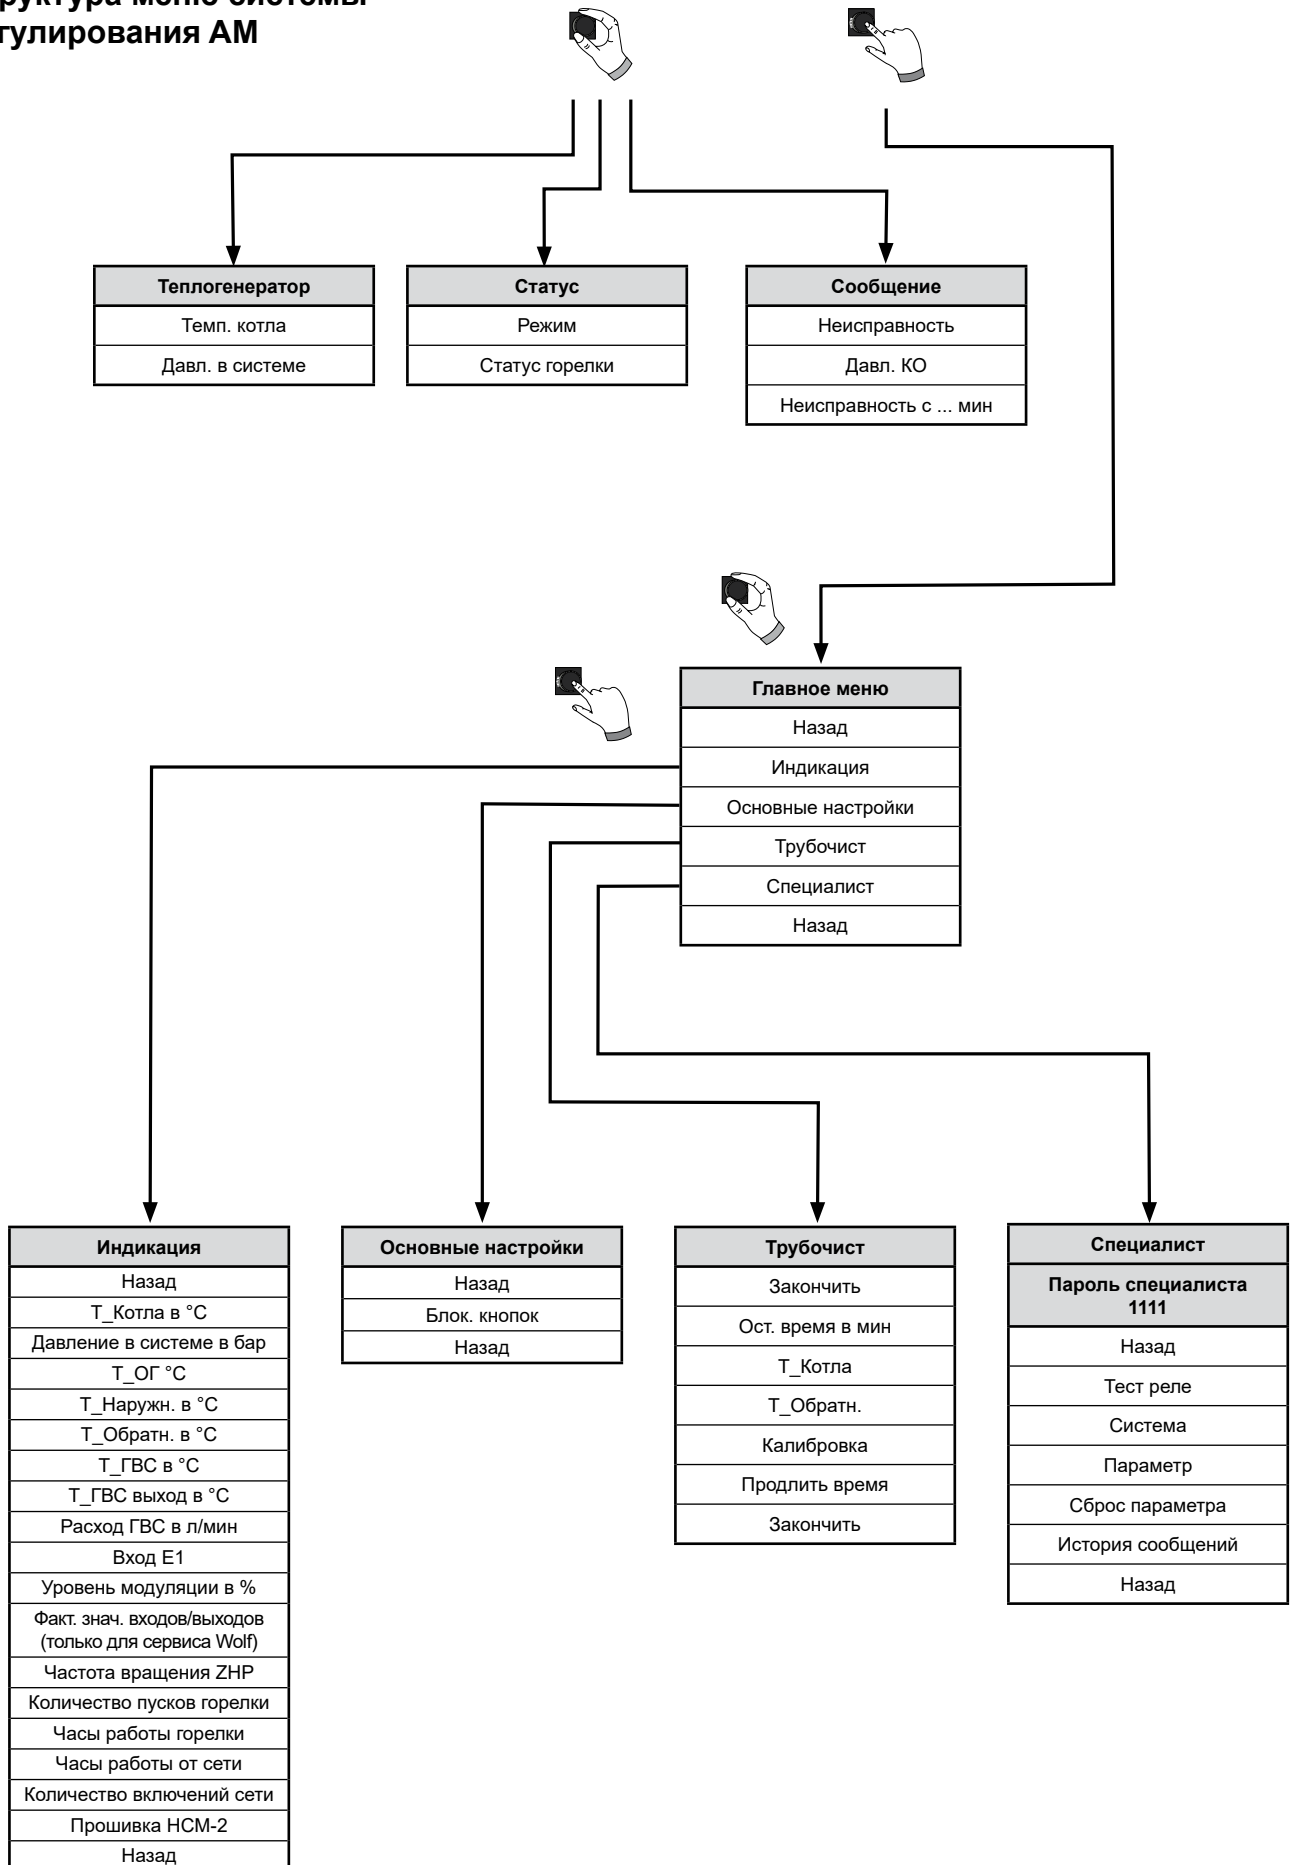 гулирования AM
Теплогенератор
Темп. котла
Давл. в системе
Статус
Режим
Статус горелки
Сообщение
Неисправность
Давл. КО
Неисправность с ... мин
Главное меню
Назад
Индикация
Основные настройки
Трубочист
Специалист
Назад
Индикация
Назад
Т_Котла в °C
Давление в системе в бар
Т_ОГ °C
Т_Наружн. в °C
Т_Обратн. в °C
Т_ГВС в °C
Т_ГВС выход в °C
Расход ГВС в л/мин
Вход E1
Уровень модуляции в %
Факт. знач. входов/выходов
(только для сервиса Wolf)
Частота вращения ZHP
Количество пусков горелки
Часы работы горелки
Часы работы от сети
Количество включений сети
Прошивка HCM-2
Назад
Основные настройки
Назад
Блок. кнопок
Назад
Трубочист
Закончить
Ост. время в мин
Т_Котла
Т_Обратн.
Калибровка
Продлить время
Закончить
Специалист
Пароль специалиста
1111
Назад
Тест реле
Система
Параметр
Сброс параметра
История сообщений
Назад